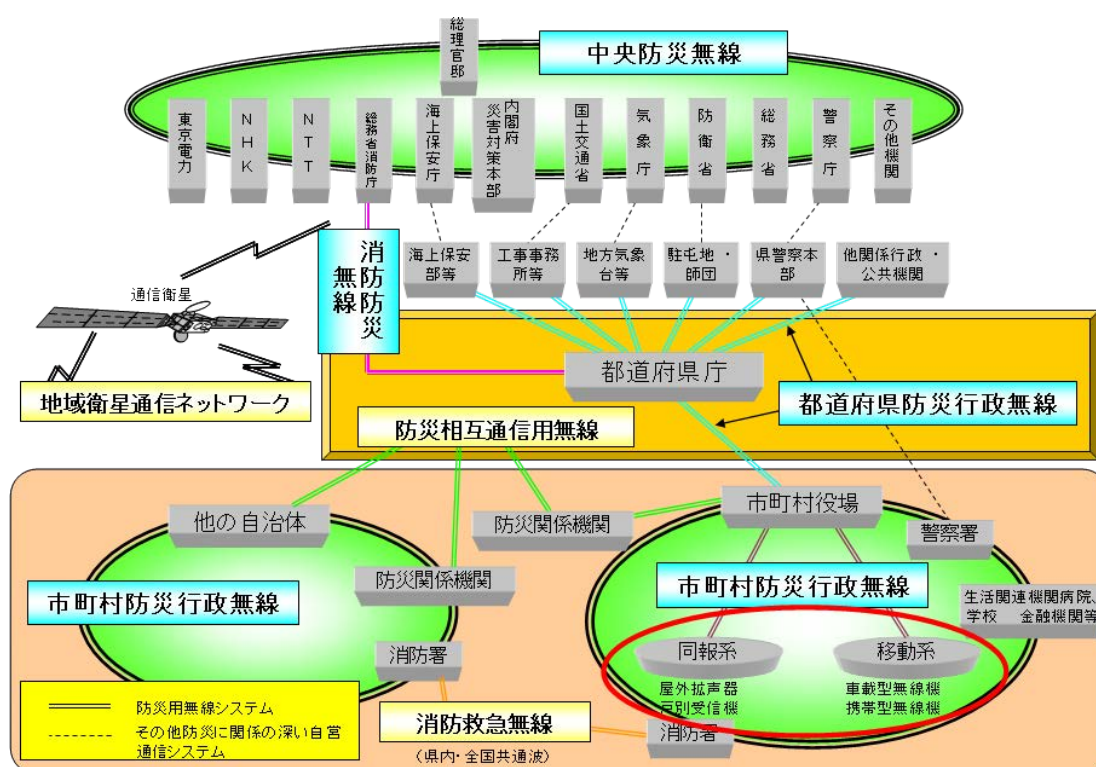 総理官邸
中央防災無線
東京電力
NHK
NTT
総務省消防庁
海上保安庁
内閣府
災害対策本部
国土交通省
気象庁
防衛省
総務省
警察庁
その他機関
消防防災
無線
海上保安
部等
工事事務
所等
地方気象
台等
駐屯地・
師団
県警察本
部
他関係行政・
公共機関
通信衛星
地域衛星通信ネットワーク
都道府県庁
都道府県防災行政無線
防災相互通信用無線
他の自治体
防災関係機関
市町村役場
警察署
防災関係機関
市町村防災行政無線
市町村防災行政無線
生活関連機関病院、
学校 金融機関等
消防署
同報系
移動系
屋外拡声器
戸別受信機
車載型無線機
携帯型無線機
防災用無線システム
その他防災に関係の深い自営
通信システム
消防救急無線
(県内・全国共通波)
消防署